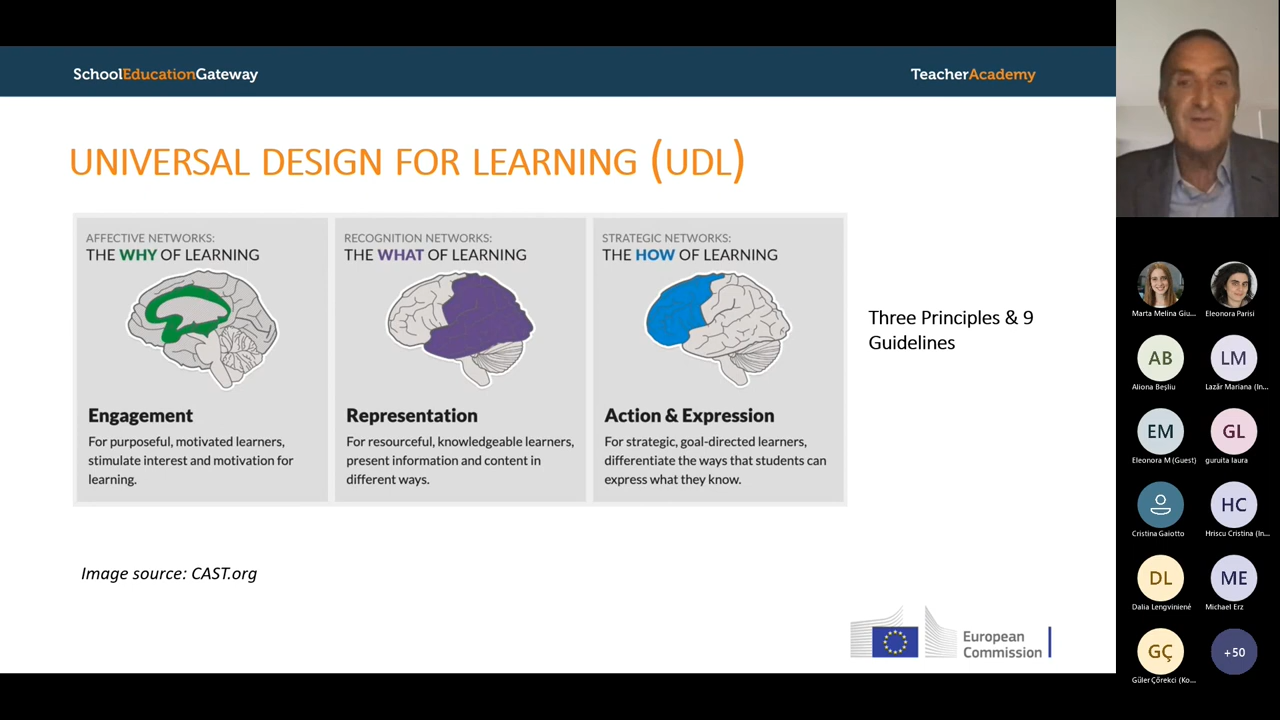 SchoolEducationGateway
TeacherAcademy
UNIVERSAL DESIGN FOR LEARNING (UDL)
AFFECTIVE NETWORKS:
THE WHY OF LEARNING
Engagement
For purposeful, motivated learners,
stimulate interest and motivation for
learning.
RECOGNITION NETWORKS:
THE WHAT OF LEARNING
Representation
For resourceful, knowledgeable learners,
present information and content in
different ways.
STRATEGIC NETWORKS:
THE HOW OF LEARNING
Action & Expression
For strategic, goal-directed learners,
differentiate the ways that students can
express what they know.
Three Principles & 9
Guidelines
Image source: CAST.org
European
Commission
Marta Melina Giu...
Eleonora Parisi
AB
Aliona Beşliu
LM
Lazăr Mariana (In...
EM
Eleonora M (Guest)
GL
guruita laura
Cristina Gaiotto
HC
Hriscu Cristina (In...
DL
Dalia Lengvinienė
ME
Michael Erz
GÇ
Güler Çörekci (Ko...
+50